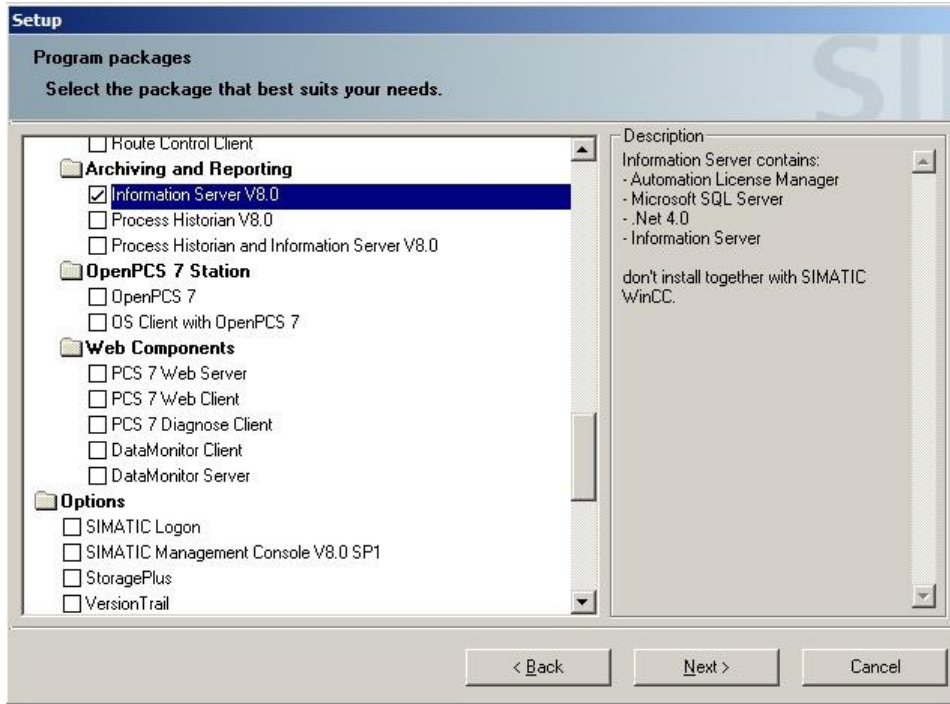 Setup
Program packages
Select the package that best suits your needs.
SI
Route Control Client
Archiving and Reporting
Information Server V8.0
Process Historian V8.0
Process Historian and Information Server V8.0
OpenPCS 7 Station
OpenPCS 7
OS Client with OpenPCS 7
Web Components
PCS 7 Web Server
PCS 7 Web Client
PCS 7 Diagnose Client
DataMonitor Client
DataMonitor Server
Options
SIMATIC Logon
SIMATIC Management Console V8.0 SP1
StoragePlus
VersionTrail
Description
Information Server contains:
- Automation License Manager
- Microsoft SQL Server
- .Net 4.0
- Information Server
don't install together with SIMATIC
WinCC.
< Back
Next >
Cancel